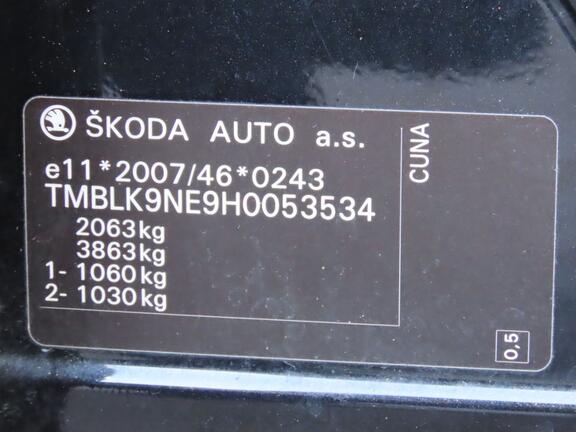 ŠKODA AUTO a.s.
e11*2007/46*0243
TMBLK9NE9H0053534
2063kg
3863kg
1- 1060kg
2- 1030kg
CUNA
0,5